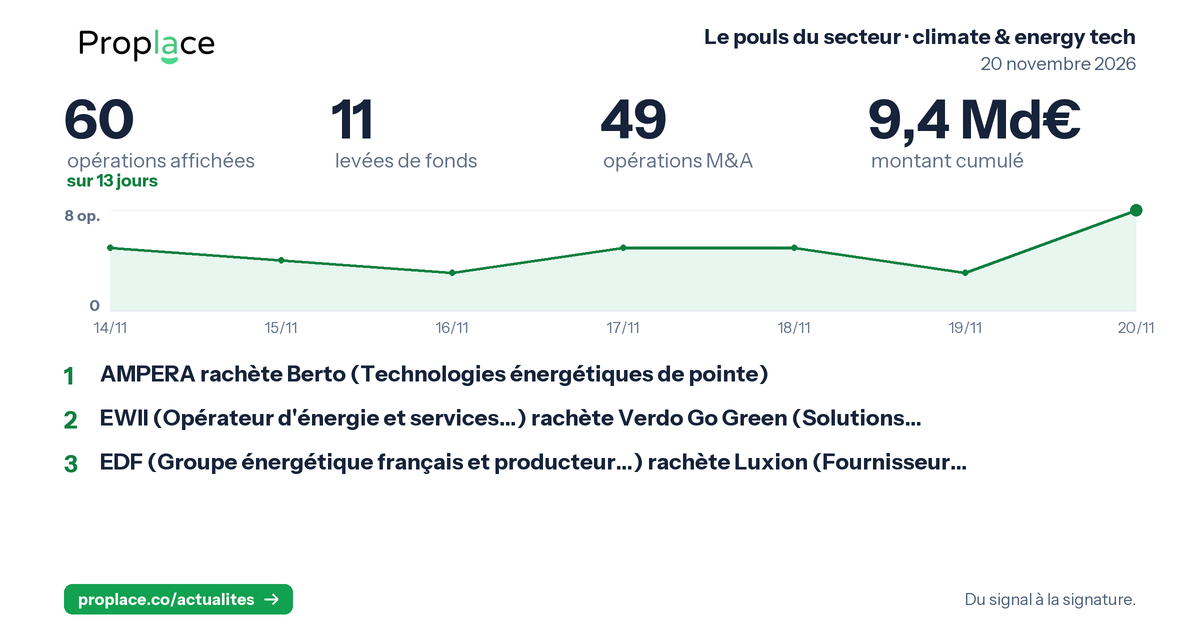 Proplace
Le pouls du secteur · climate & energy tech
20 novembre 2026
60
opérations affichées
sur 13 jours
11
levées de fonds
49
opérations M&A
9,4 Md€
montant cumulé
8 op.
0
14/11
15/11
16/11
17/11
18/11
19/11
20/11
1 AMPERA rachète Berto (Technologies énergétiques de pointe)
2 EWII (Opérateur d'énergie et services...) rachète Verdo Go Green (Solutions...
3 EDF (Groupe énergétique français et producteur...) rachète Luxion (Fournisseur...
proplace.co/actualites →
Du signal à la signature.